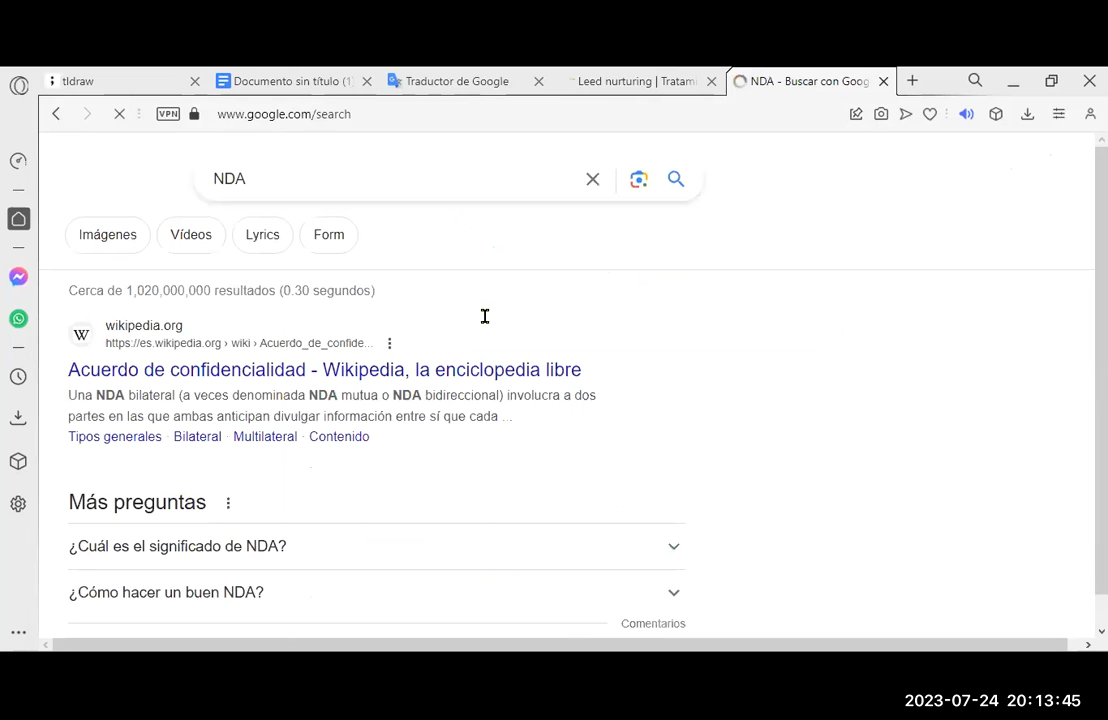 tldraw
Documento sin título (1)
Traductor de Google
Leed nurturing | Tratami
NDA - Buscar con Goog
VPN
www.google.com/search
NDA
Imágenes
Vídeos
Lyrics
Form
Cerca de 1,020,000,000 resultados (0.30 segundos)
wikipedia.org
https://es.wikipedia.org › wiki › Acuerdo_de_confide...
W
Acuerdo de confidencialidad - Wikipedia, la enciclopedia libre
Una NDA bilateral (a veces denominada NDA mutua o NDA bidireccional) involucra a dos
partes en las que ambas anticipan divulgar información entre sí que cada ...
Tipos generales · Bilateral · Multilateral · Contenido
Más preguntas
¿Cuál es el significado de NDA?
¿Cómo hacer un buen NDA?
Comentarios
2023-07-24 20:13:45